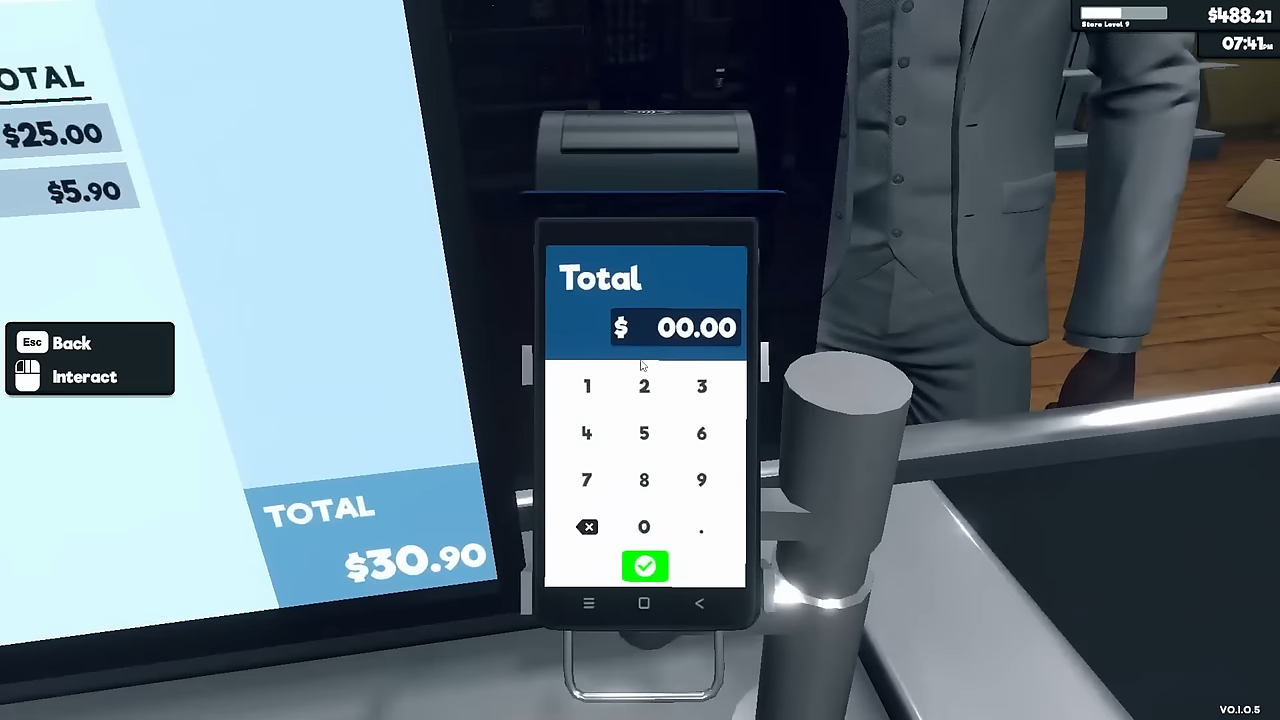 $488.21
Store Level 9
07:41PM
OTAL
$25.00
$5.90
Total
$ 00.00
Esc Back
Interact
1 2 3
4 5 6
7 8 9
0 .
TOTAL
$30.90
V0.1.0.5